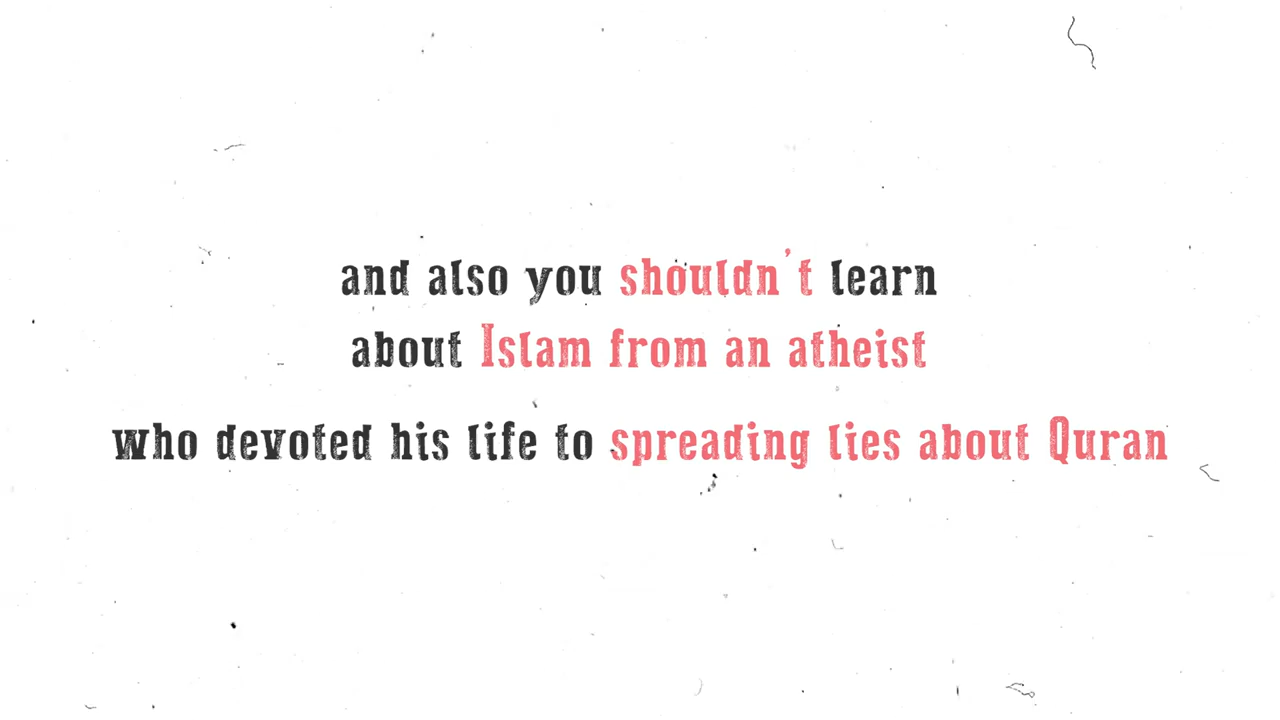 and also you shouldn't learn
about Islam from an atheist
who devoted his life to spreading lies about Quran